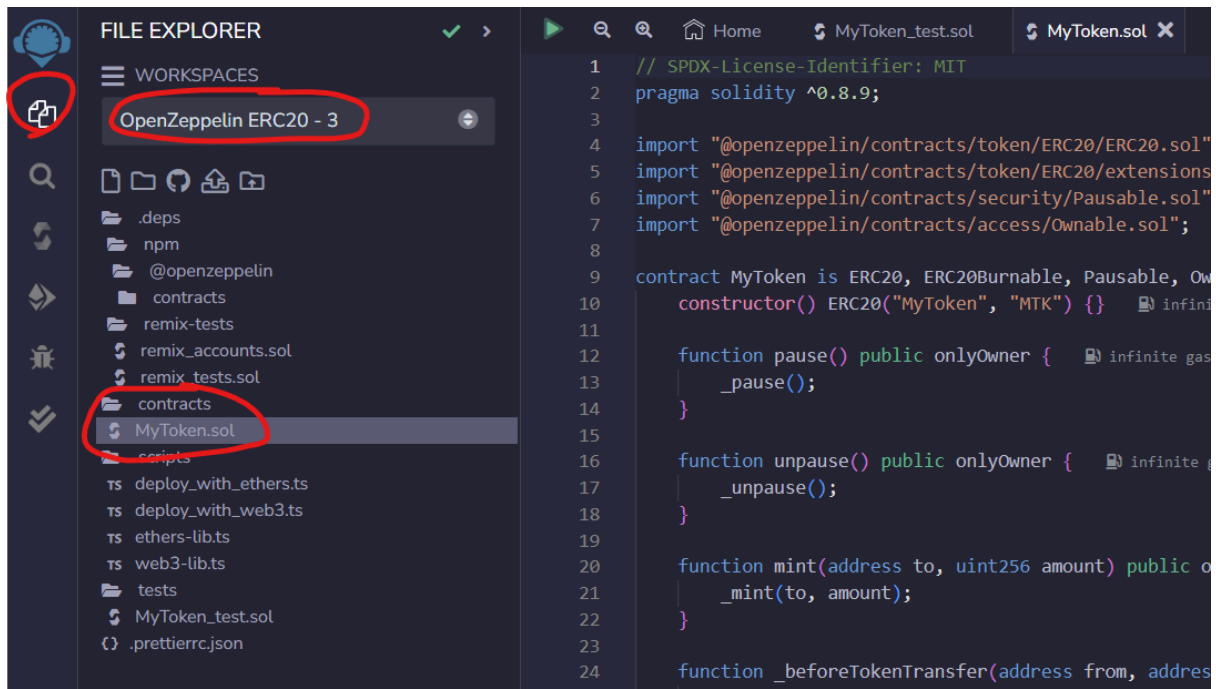 FILE EXPLORER
WORKSPACES
OpenZeppelin ERC20 - 3
.deps
npm
@openzeppelin
contracts
remix-tests
remix_accounts.sol
remix_tests.sol
contracts
MyToken.sol
scripts
TS deploy_with_ethers.ts
TS deploy_with_web3.ts
TS ethers-lib.ts
TS web3-lib.ts
tests
MyToken_test.sol
{} .prettierrc.json
Home MyToken_test.sol MyToken.sol
1 // SPDX-License-Identifier: MIT
2 pragma solidity ^0.8.9;
3
4 import "@openzeppelin/contracts/token/ERC20/ERC20.sol"
5 import "@openzeppelin/contracts/token/ERC20/extensions
6 import "@openzeppelin/contracts/security/Pausable.sol"
7 import "@openzeppelin/contracts/access/Ownable.sol";
8
9 contract MyToken is ERC20, ERC20Burnable, Pausable, Ow
10 constructor() ERC20("MyToken", "MTK") {} infini
11
12 function pause() public onlyOwner { infinite gas
13 _pause();
14 }
15
16 function unpause() public onlyOwner { infinite g
17 _unpause();
18 }
19
20 function mint(address to, uint256 amount) public o
21 _mint(to, amount);
22 }
23
24 function _beforeTokenTransfer(address from, addres